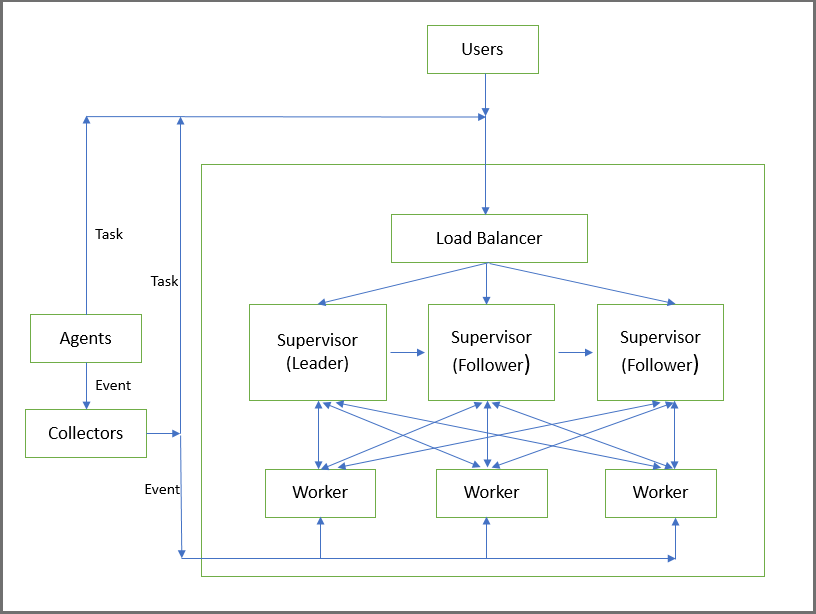 Users
Task
Load Balancer
Task
Agents
Supervisor
(Leader)
Supervisor
(Follower)
Supervisor
(Follower)
Event
Collectors
Event
Worker
Worker
Worker